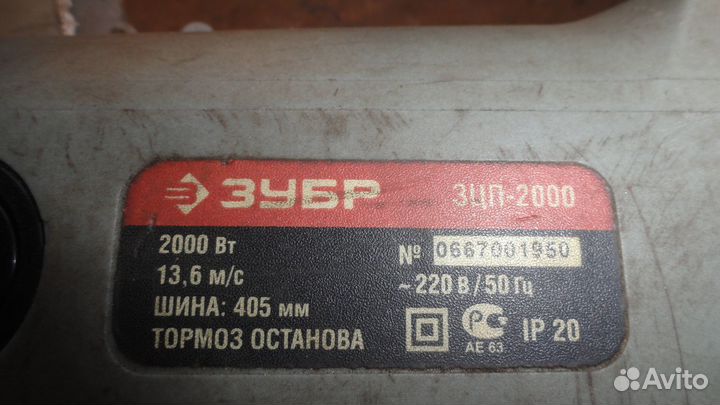 ЗУБР ЗЦП-2000
2000 Вт
№ 0667001950
13,6 м/с
~220 В/50 Гц
ШИНА: 405 мм
ТОРМОЗ ОСТАНОВА
РС
АЕ 63
IP 20
Avito